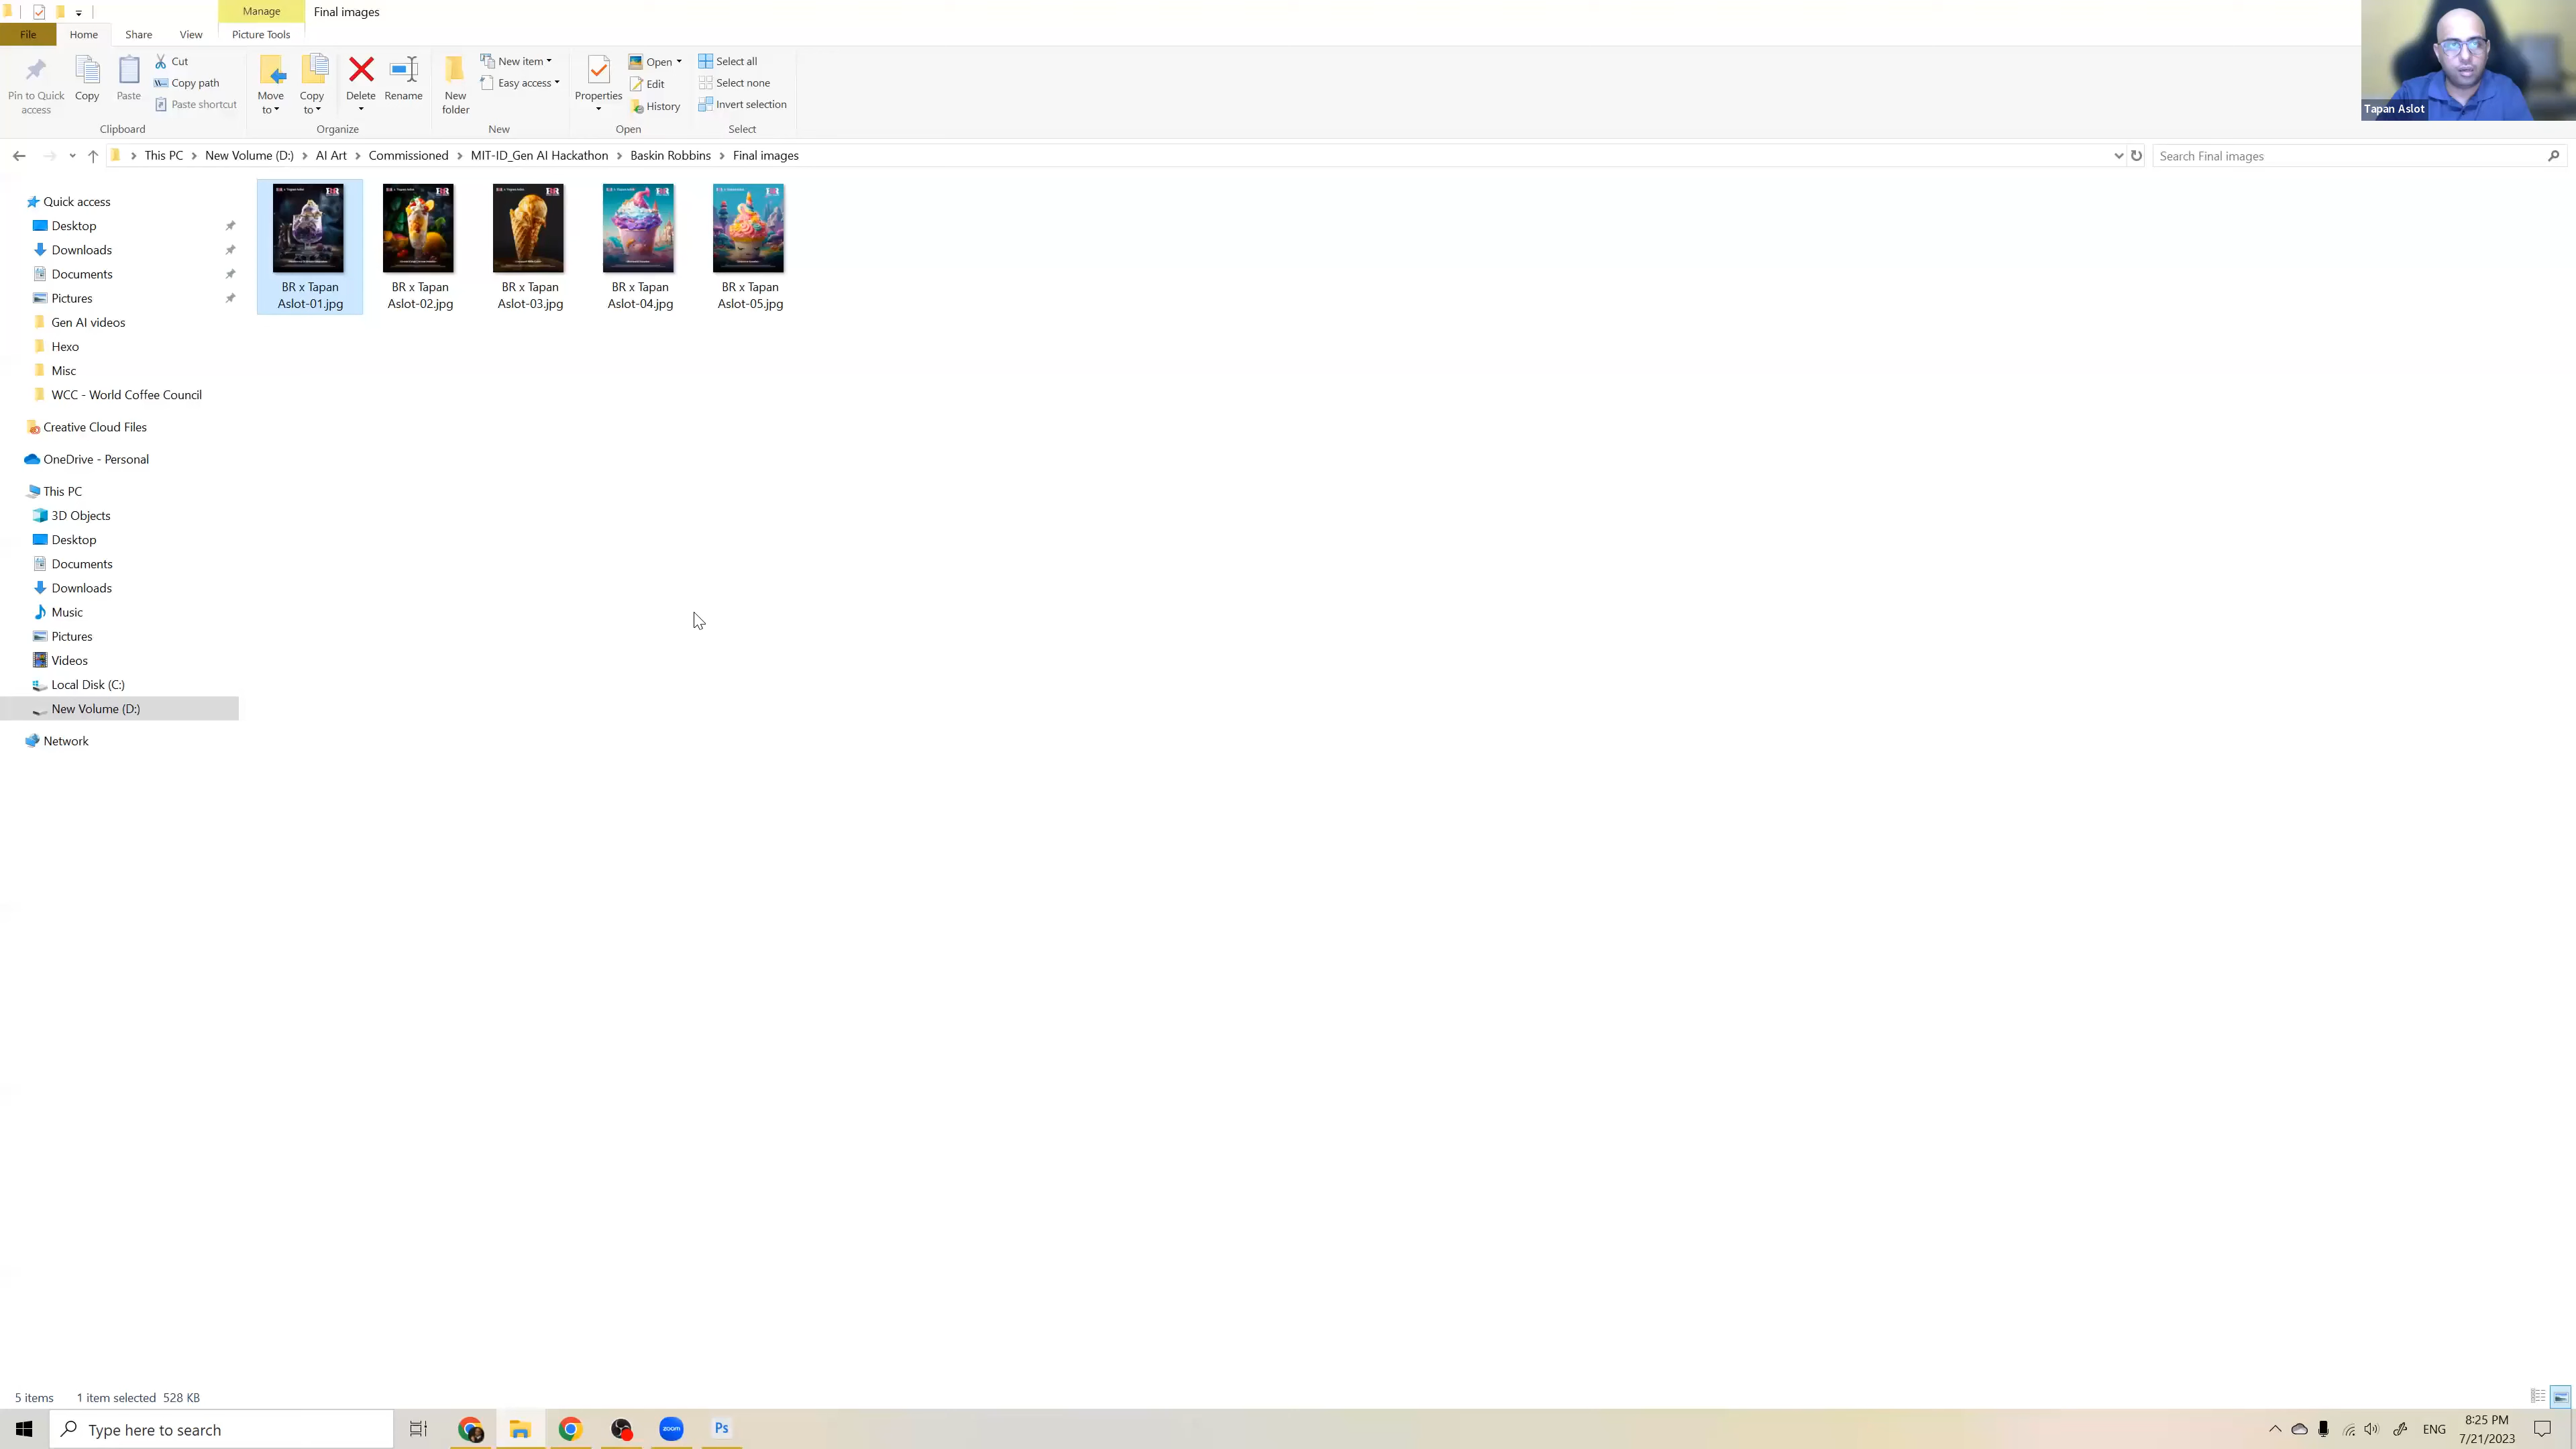 Manage
Final images
File
Home
Share
View
Picture Tools
Pin to Quick access
Copy
Paste
Cut
Copy path
Paste shortcut
Clipboard
Move to
Copy to
Delete
Rename
Organize
New folder
New item
Easy access
New
Properties
Open
Edit
History
Open
Select all
Select none
Invert selection
Select
Tapan Aslot
This PC > New Volume (D:) > AI Art > Commissioned > MIT-ID_Gen AI Hackathon > Baskin Robbins > Final images
Search Final images
Quick access
Desktop
Downloads
Documents
Pictures
Gen AI videos
Hexo
Misc
WCC - World Coffee Council
Creative Cloud Files
OneDrive - Personal
This PC
3D Objects
Desktop
Documents
Downloads
Music
Pictures
Videos
Local Disk (C:)
New Volume (D:)
Network
BR x Tapan
Aslot-01.jpg
BR x Tapan
Aslot-02.jpg
BR x Tapan
Aslot-03.jpg
BR x Tapan
Aslot-04.jpg
BR x Tapan
Aslot-05.jpg
5 items 1 item selected 528 KB
Type here to search
zoom
Ps
ENG
8:25 PM
7/21/2023